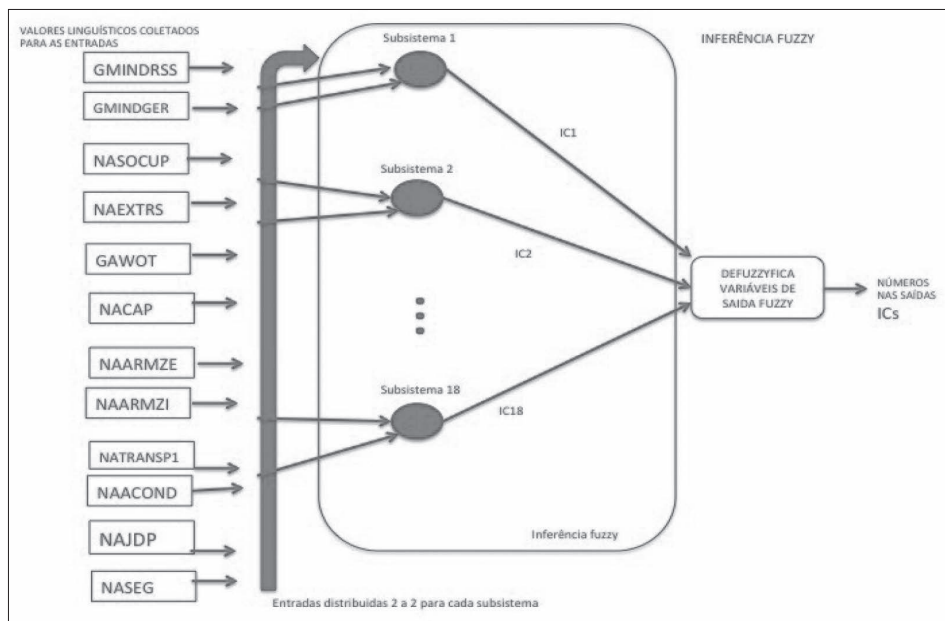 VALORES LINGUÍSTICOS COLETADOS
PARA AS ENTRADAS
GMINDRSS
GMINDGER
NASOCUP
NAEXTRS
GAWOT
NACAP
NAARMZE
NAARMZI
NATRANSP1
NAACOND
NAJDP
NASEG
Subsistema 1
INFERÊNCIA FUZZY
IC1
Subsistema 2
IC2
Subsistema 18
IC18
DEFUZZYFICA
VARIÁVEIS DE
SAIDA FUZZY
NÚMEROS
NAS SAÍDAS
ICs
Inferência fuzzy
Entradas distribuidas 2 a 2 para cada subsistema